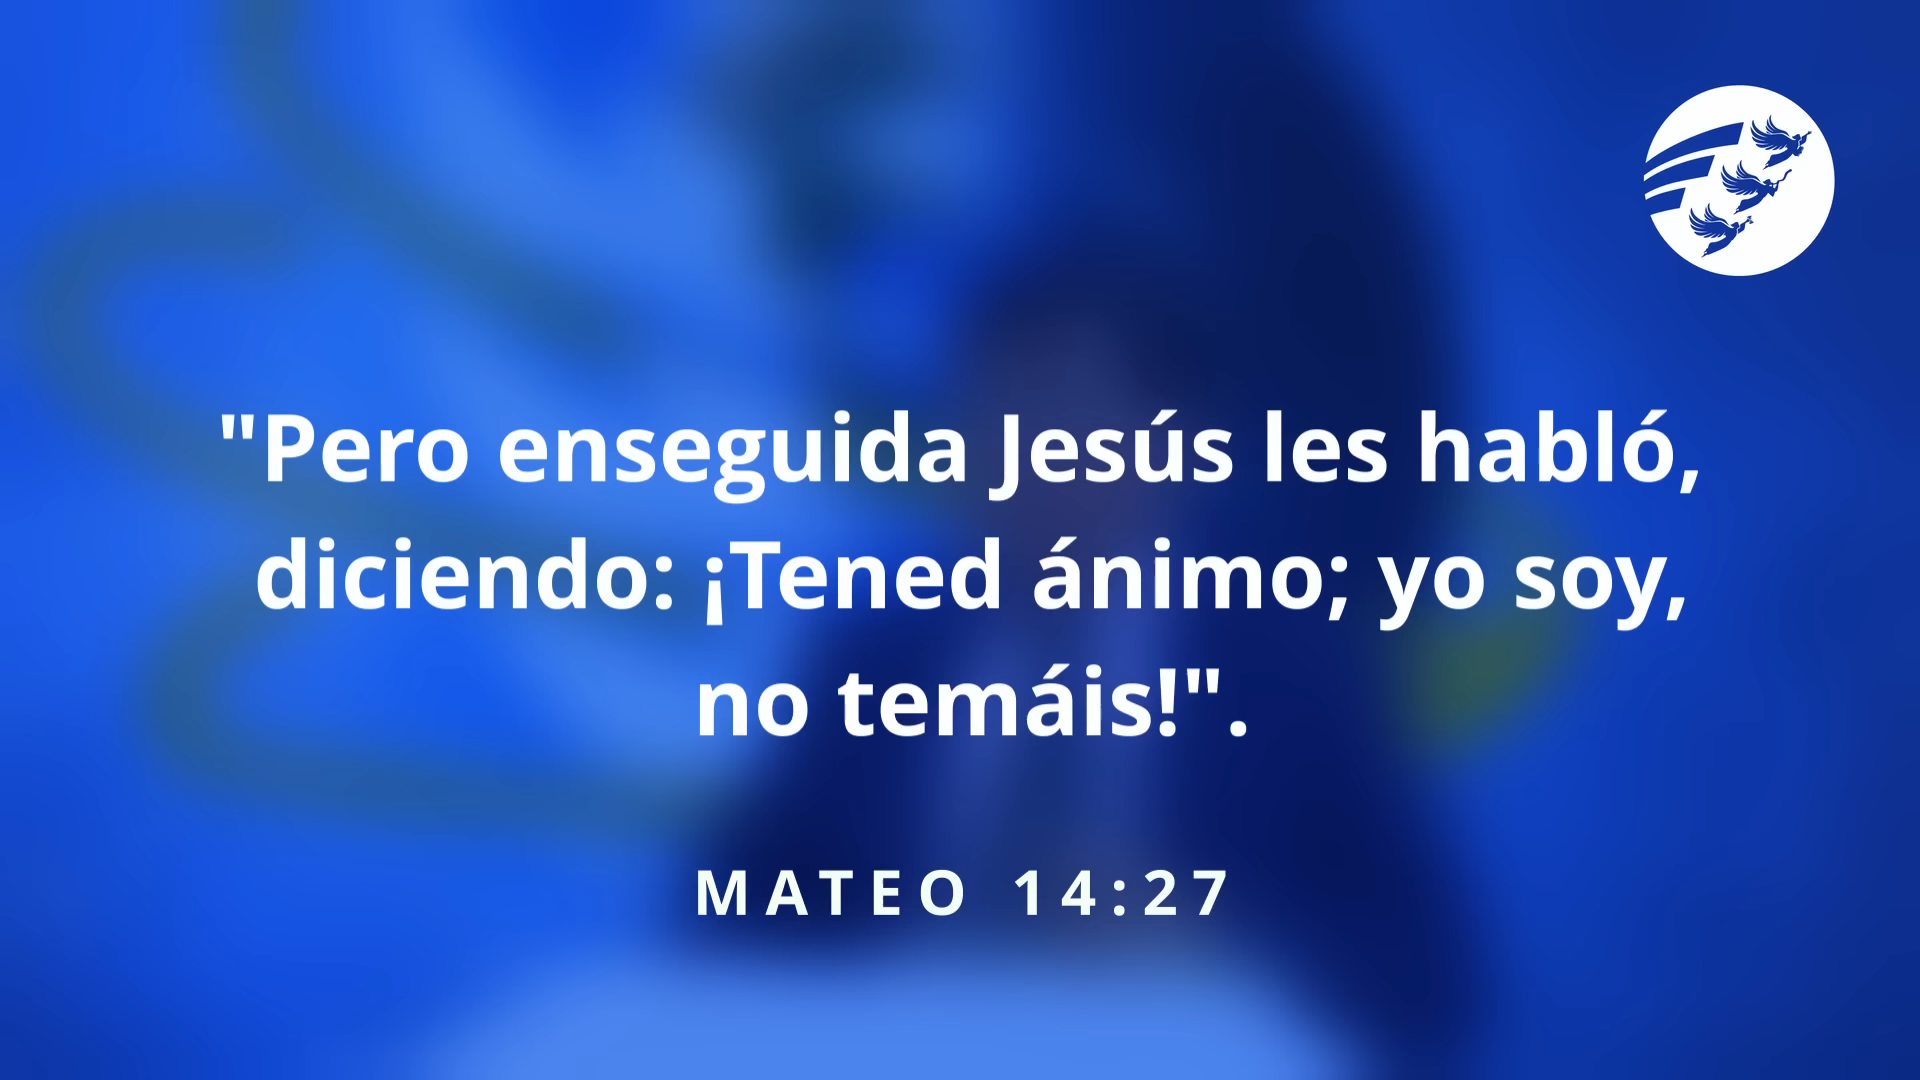 "Pero enseguida Jesús les habló,
diciendo: ¡Tened ánimo; yo soy,
no temáis!".
MATEO 14:27